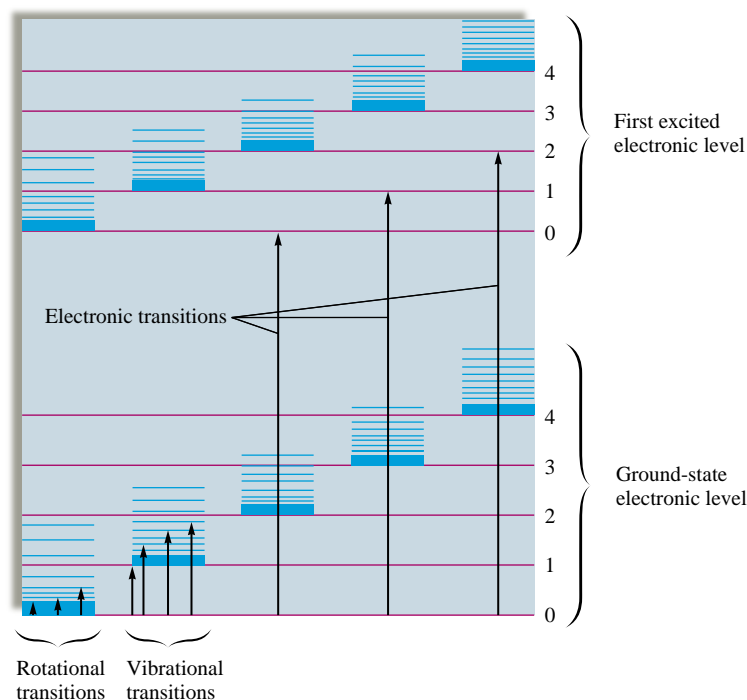 4
3
2
1
0
First excited
electronic level
Electronic transitions
4
3
2
1
0
Ground-state
electronic level
Rotational
transitions
Vibrational
transitions